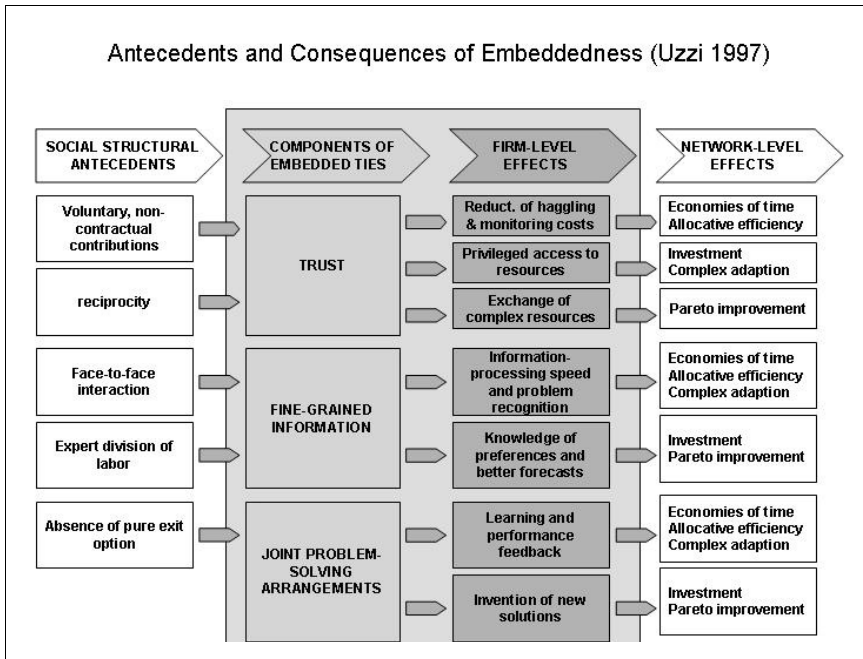 Antecedents and Consequences of Embeddedness (Uzzi 1997)
SOCIAL STRUCTURAL
ANTECEDENTS
COMPONENTS OF
EMBEDDED TIES
FIRM-LEVEL
EFFECTS
NETWORK-LEVEL
EFFECTS
Voluntary, non-
contractual
contributions
reciprocity
Face-to-face
interaction
Expert division of
labor
Absence of pure exit
option
TRUST
FINE-GRAINED
INFORMATION
JOINT PROBLEM-
SOLVING
ARRANGEMENTS
Reduct. of haggling
& monitoring costs
Privileged access to
resources
Exchange of
complex resources
Information-
processing speed
and problem
recognition
Knowledge of
preferences and
better forecasts
Learning and
performance
feedback
Invention of new
solutions
Economies of time
Allocative efficiency
Investment
Complex adaption
Pareto improvement
Economies of time
Allocative efficiency
Complex adaption
Investment
Pareto improvement
Economies of time
Allocative efficiency
Complex adaption
Investment
Pareto improvement